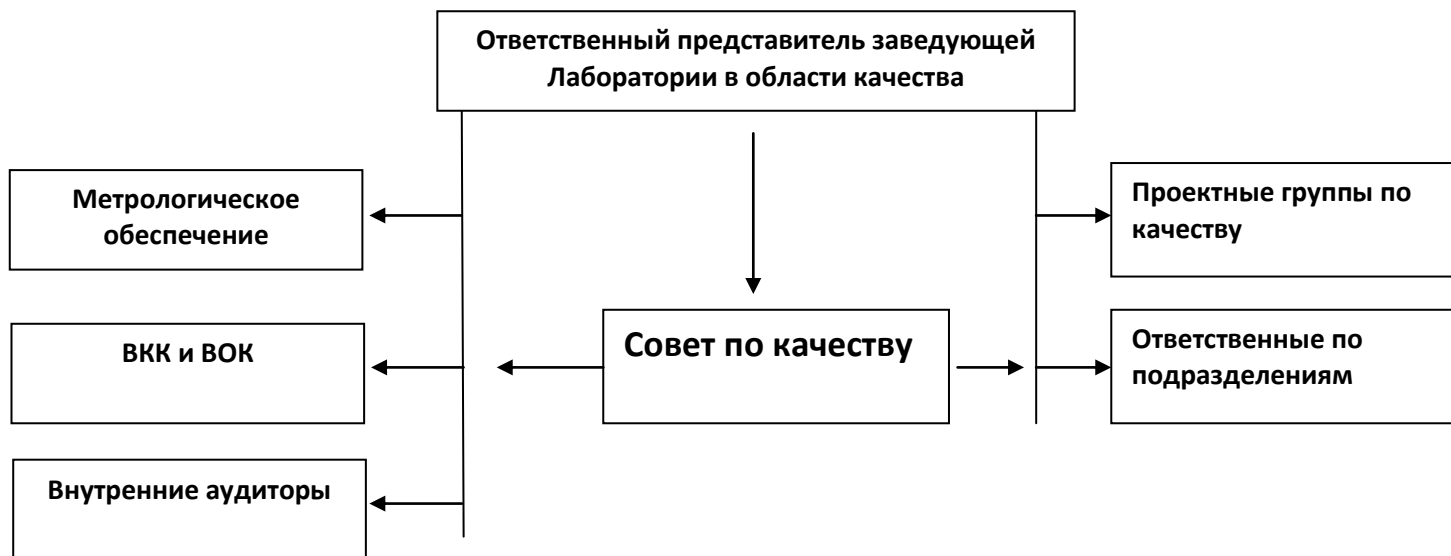 Ответственный представитель заведующей
Лаборатории в области качества
Метрологическое
обеспечение
Проектные группы по
качеству
ВКК и ВОК
Совет по качеству
Ответственные по
подразделениям
Внутренние аудиторы